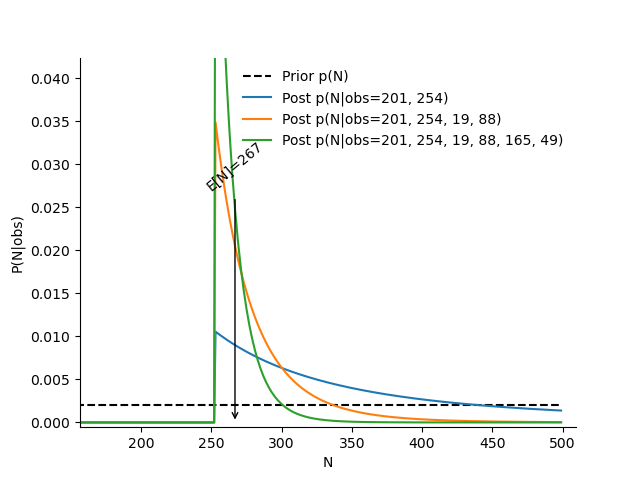 Prior p(N)
Post p(N|obs=201, 254)
Post p(N|obs=201, 254, 19, 88)
Post p(N|obs=201, 254, 19, 88, 165, 49)
E[N]=267
P(N|obs)
0.040
0.035
0.030
0.025
0.020
0.015
0.010
0.005
0.000
200
250
300
350
400
450
500
N